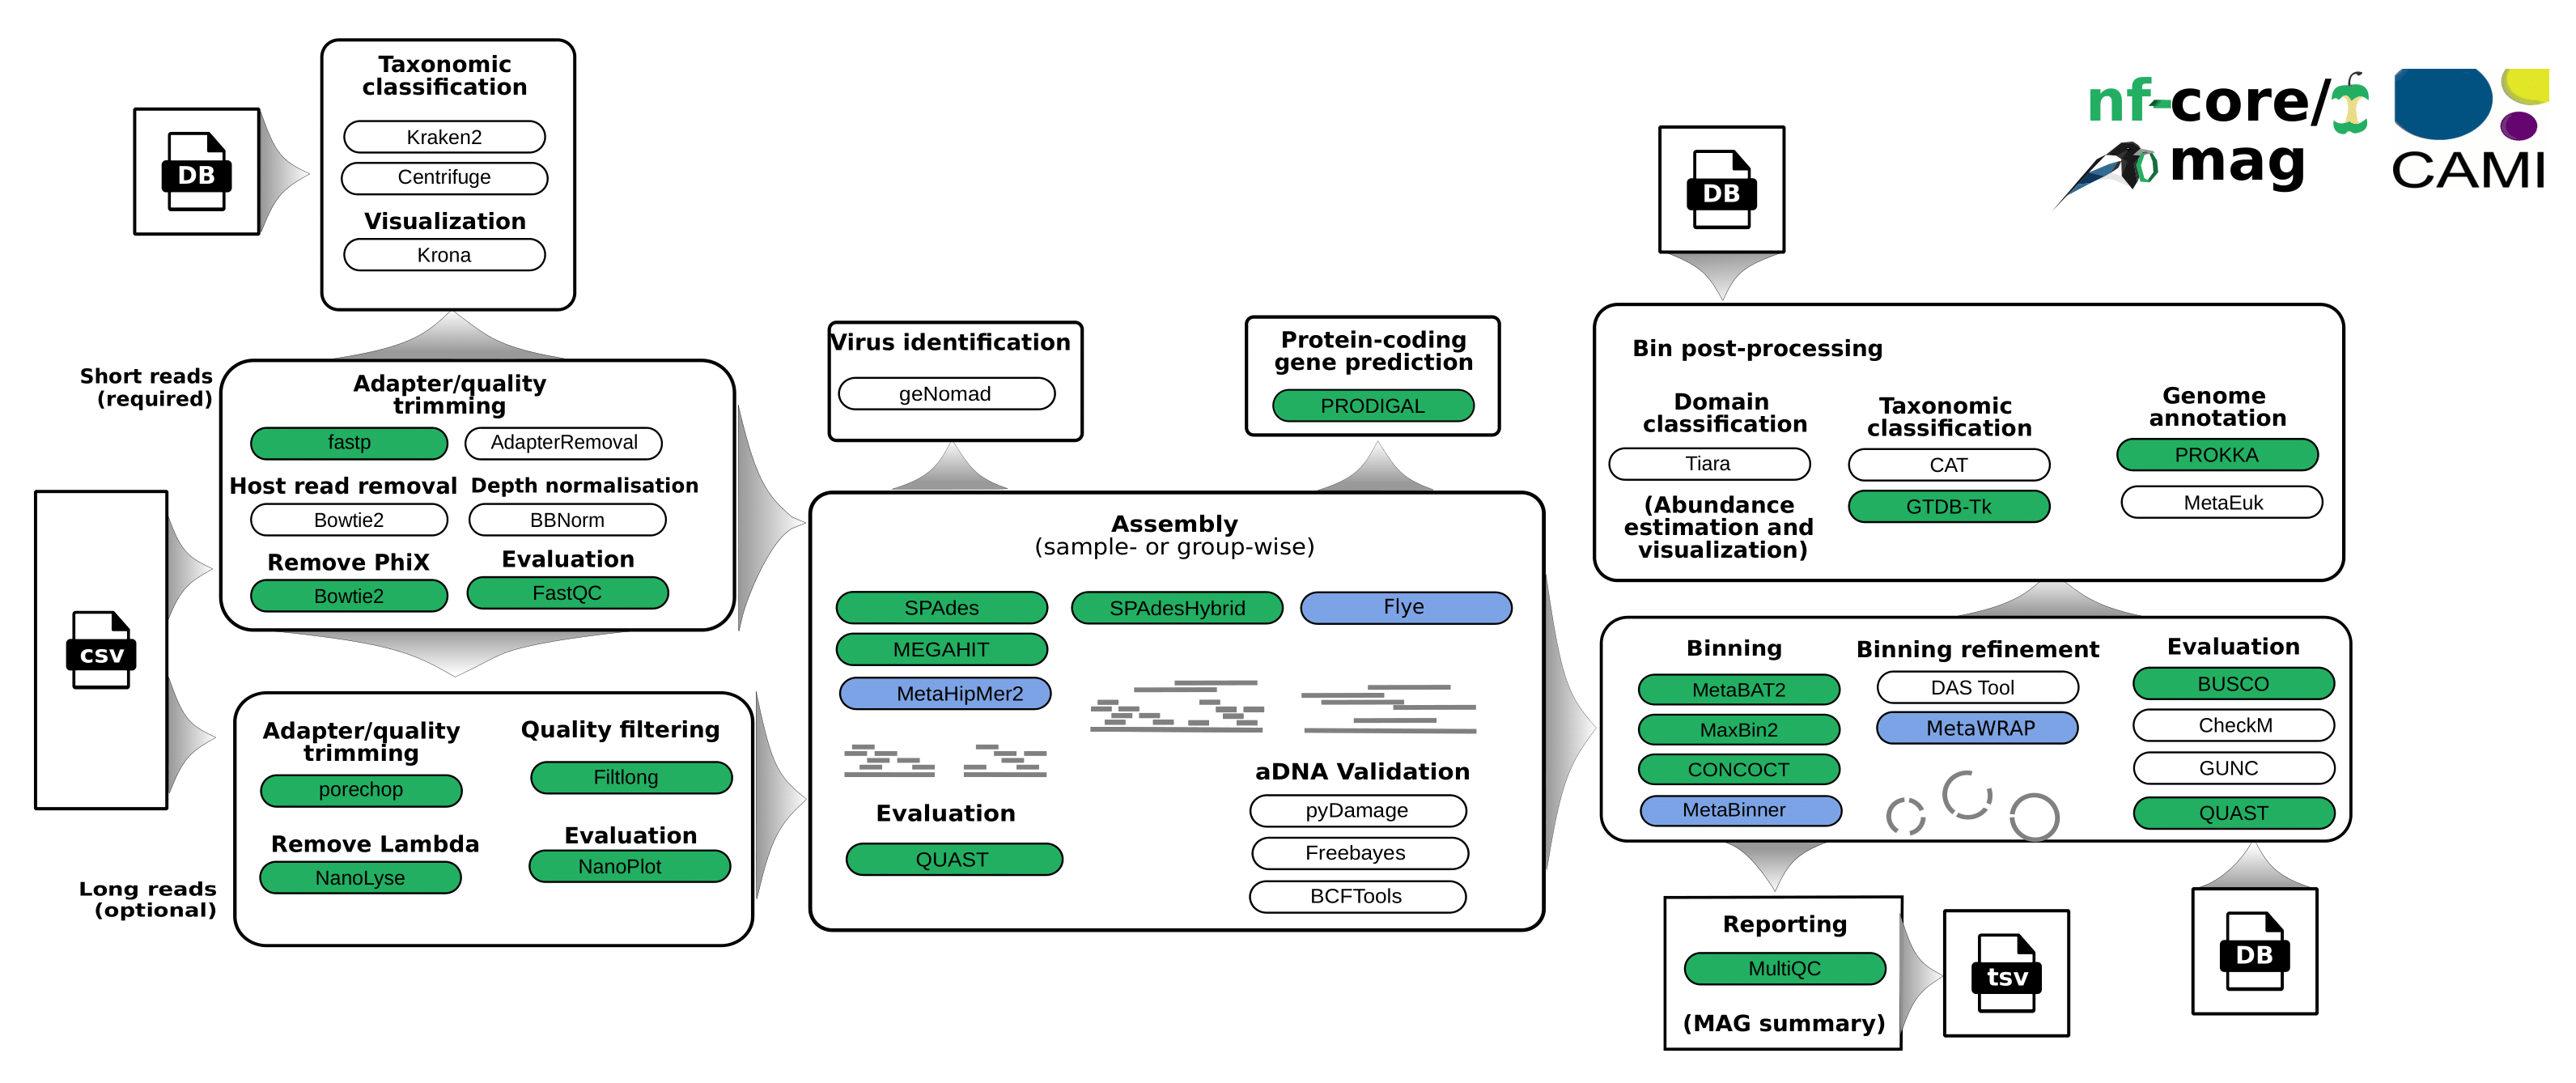 Taxonomic
classification
Kraken2
Centrifuge
Visualization
Krona
DB
Short reads
(required)
Adapter/quality
trimming
fastp
AdapterRemoval
Host read removal
Depth normalisation
Bowtie2
BBNorm
Remove PhiX
Evaluation
Bowtie2
FastQC
csv
Adapter/quality
trimming
Quality filtering
porechop
Filtlong
Remove Lambda
Evaluation
NanoLyse
NanoPlot
Long reads
(optional)
Virus identification
geNomad
Protein-coding
gene prediction
PRODIGAL
Assembly
(sample- or group-wise)
SPAdes
SPAdesHybrid
Flye
MEGAHIT
MetaHipMer2
Evaluation
QUAST
aDNA Validation
pyDamage
Freebayes
BCFTools
DB
Bin post-processing
Domain
classification
Tiara
(Abundance
estimation and
visualization)
Taxonomic
classification
CAT
GTDB-Tk
Genome
annotation
PROKKA
MetaEuk
Binning
MetaBAT2
MaxBin2
CONCOCT
MetaBinner
Binning refinement
DAS Tool
MetaWRAP
Evaluation
BUSCO
CheckM
GUNC
QUAST
Reporting
MultiQC
(MAG summary)
tsv
DB
nf-core/
mag
CAMI